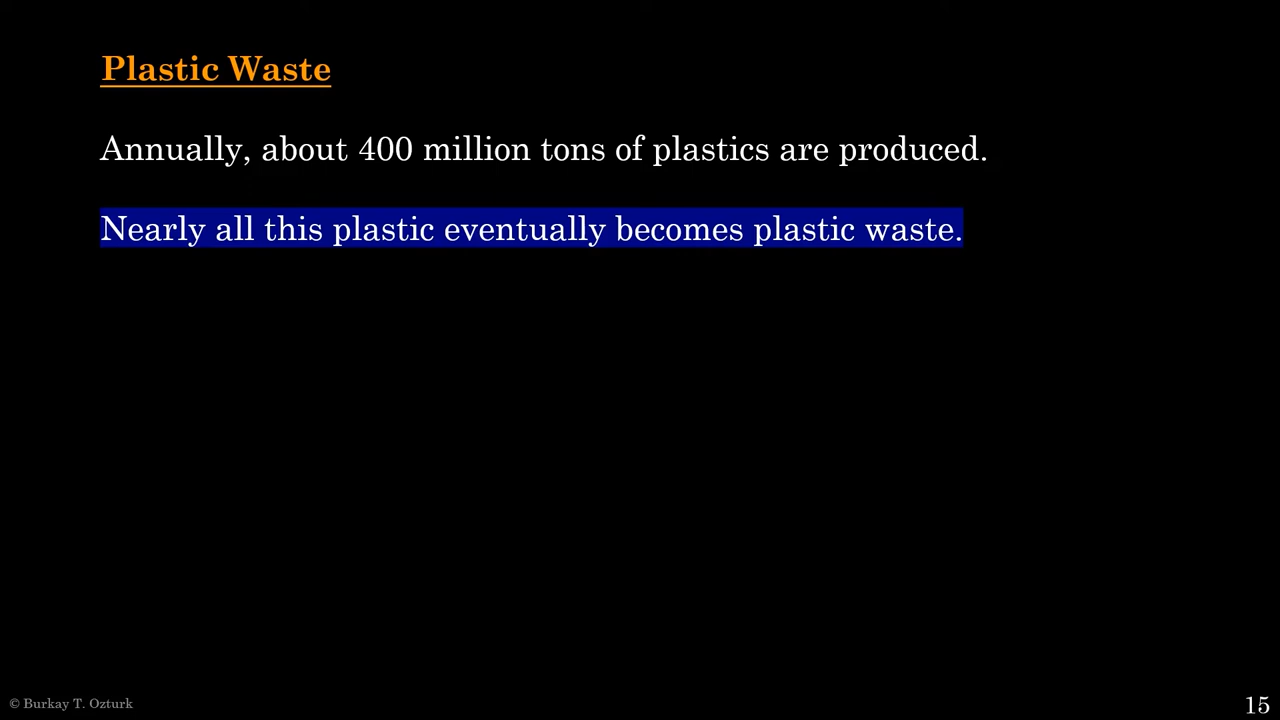 Plastic Waste
Annually, about 400 million tons of plastics are produced.
Nearly all this plastic eventually becomes plastic waste.
© Burkay T. Ozturk
15